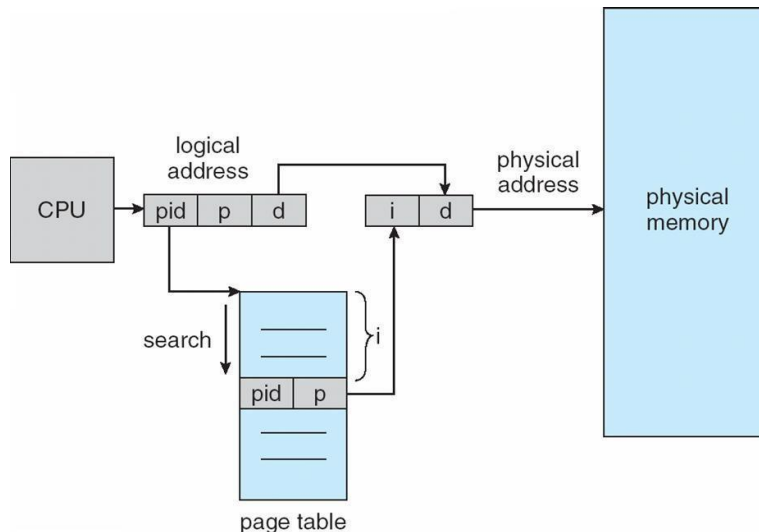 logical
address
physical
address
CPU
pid p d
i d
physical
memory
search
i
pid p
page table